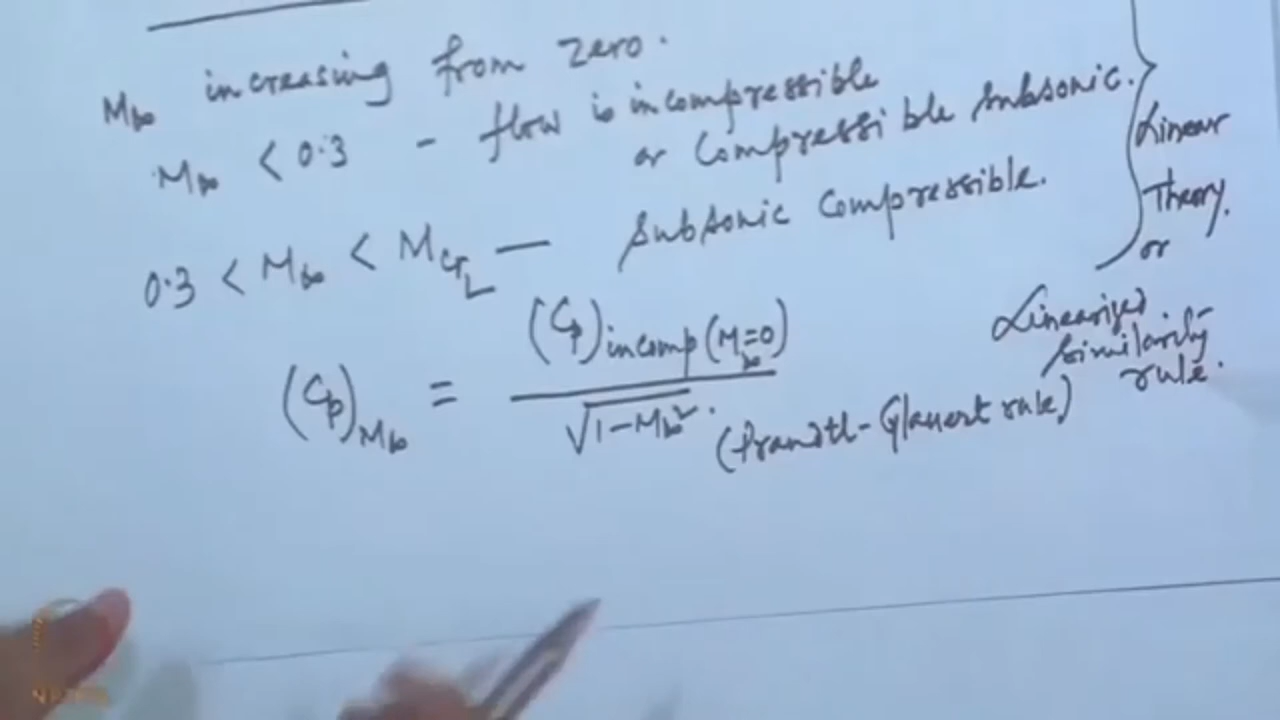 M∞ increasing from zero.
M∞ < 0.3 - flow is incompressible
or compressible subsonic.
0.3 < M∞ < Mcr_L — subsonic compressible.
Linear
Theory.
or
Linearized
similarity
rule.
(Cp)M∞ = (Cp)incomp(M∞=0) / √1-M∞²
(Prandtl-Glauert rule)